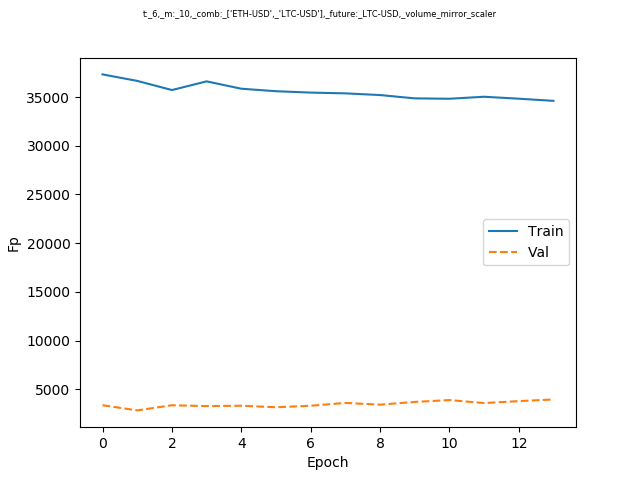 t:_6,_m:_10,_comb:_['ETH-USD',_'LTC-USD'],_future:_LTC-USD,_volume_mirror_scaler
35000
30000
25000
20000
15000
10000
5000
Fp
Train
Val
0 2 4 6 8 10 12
Epoch